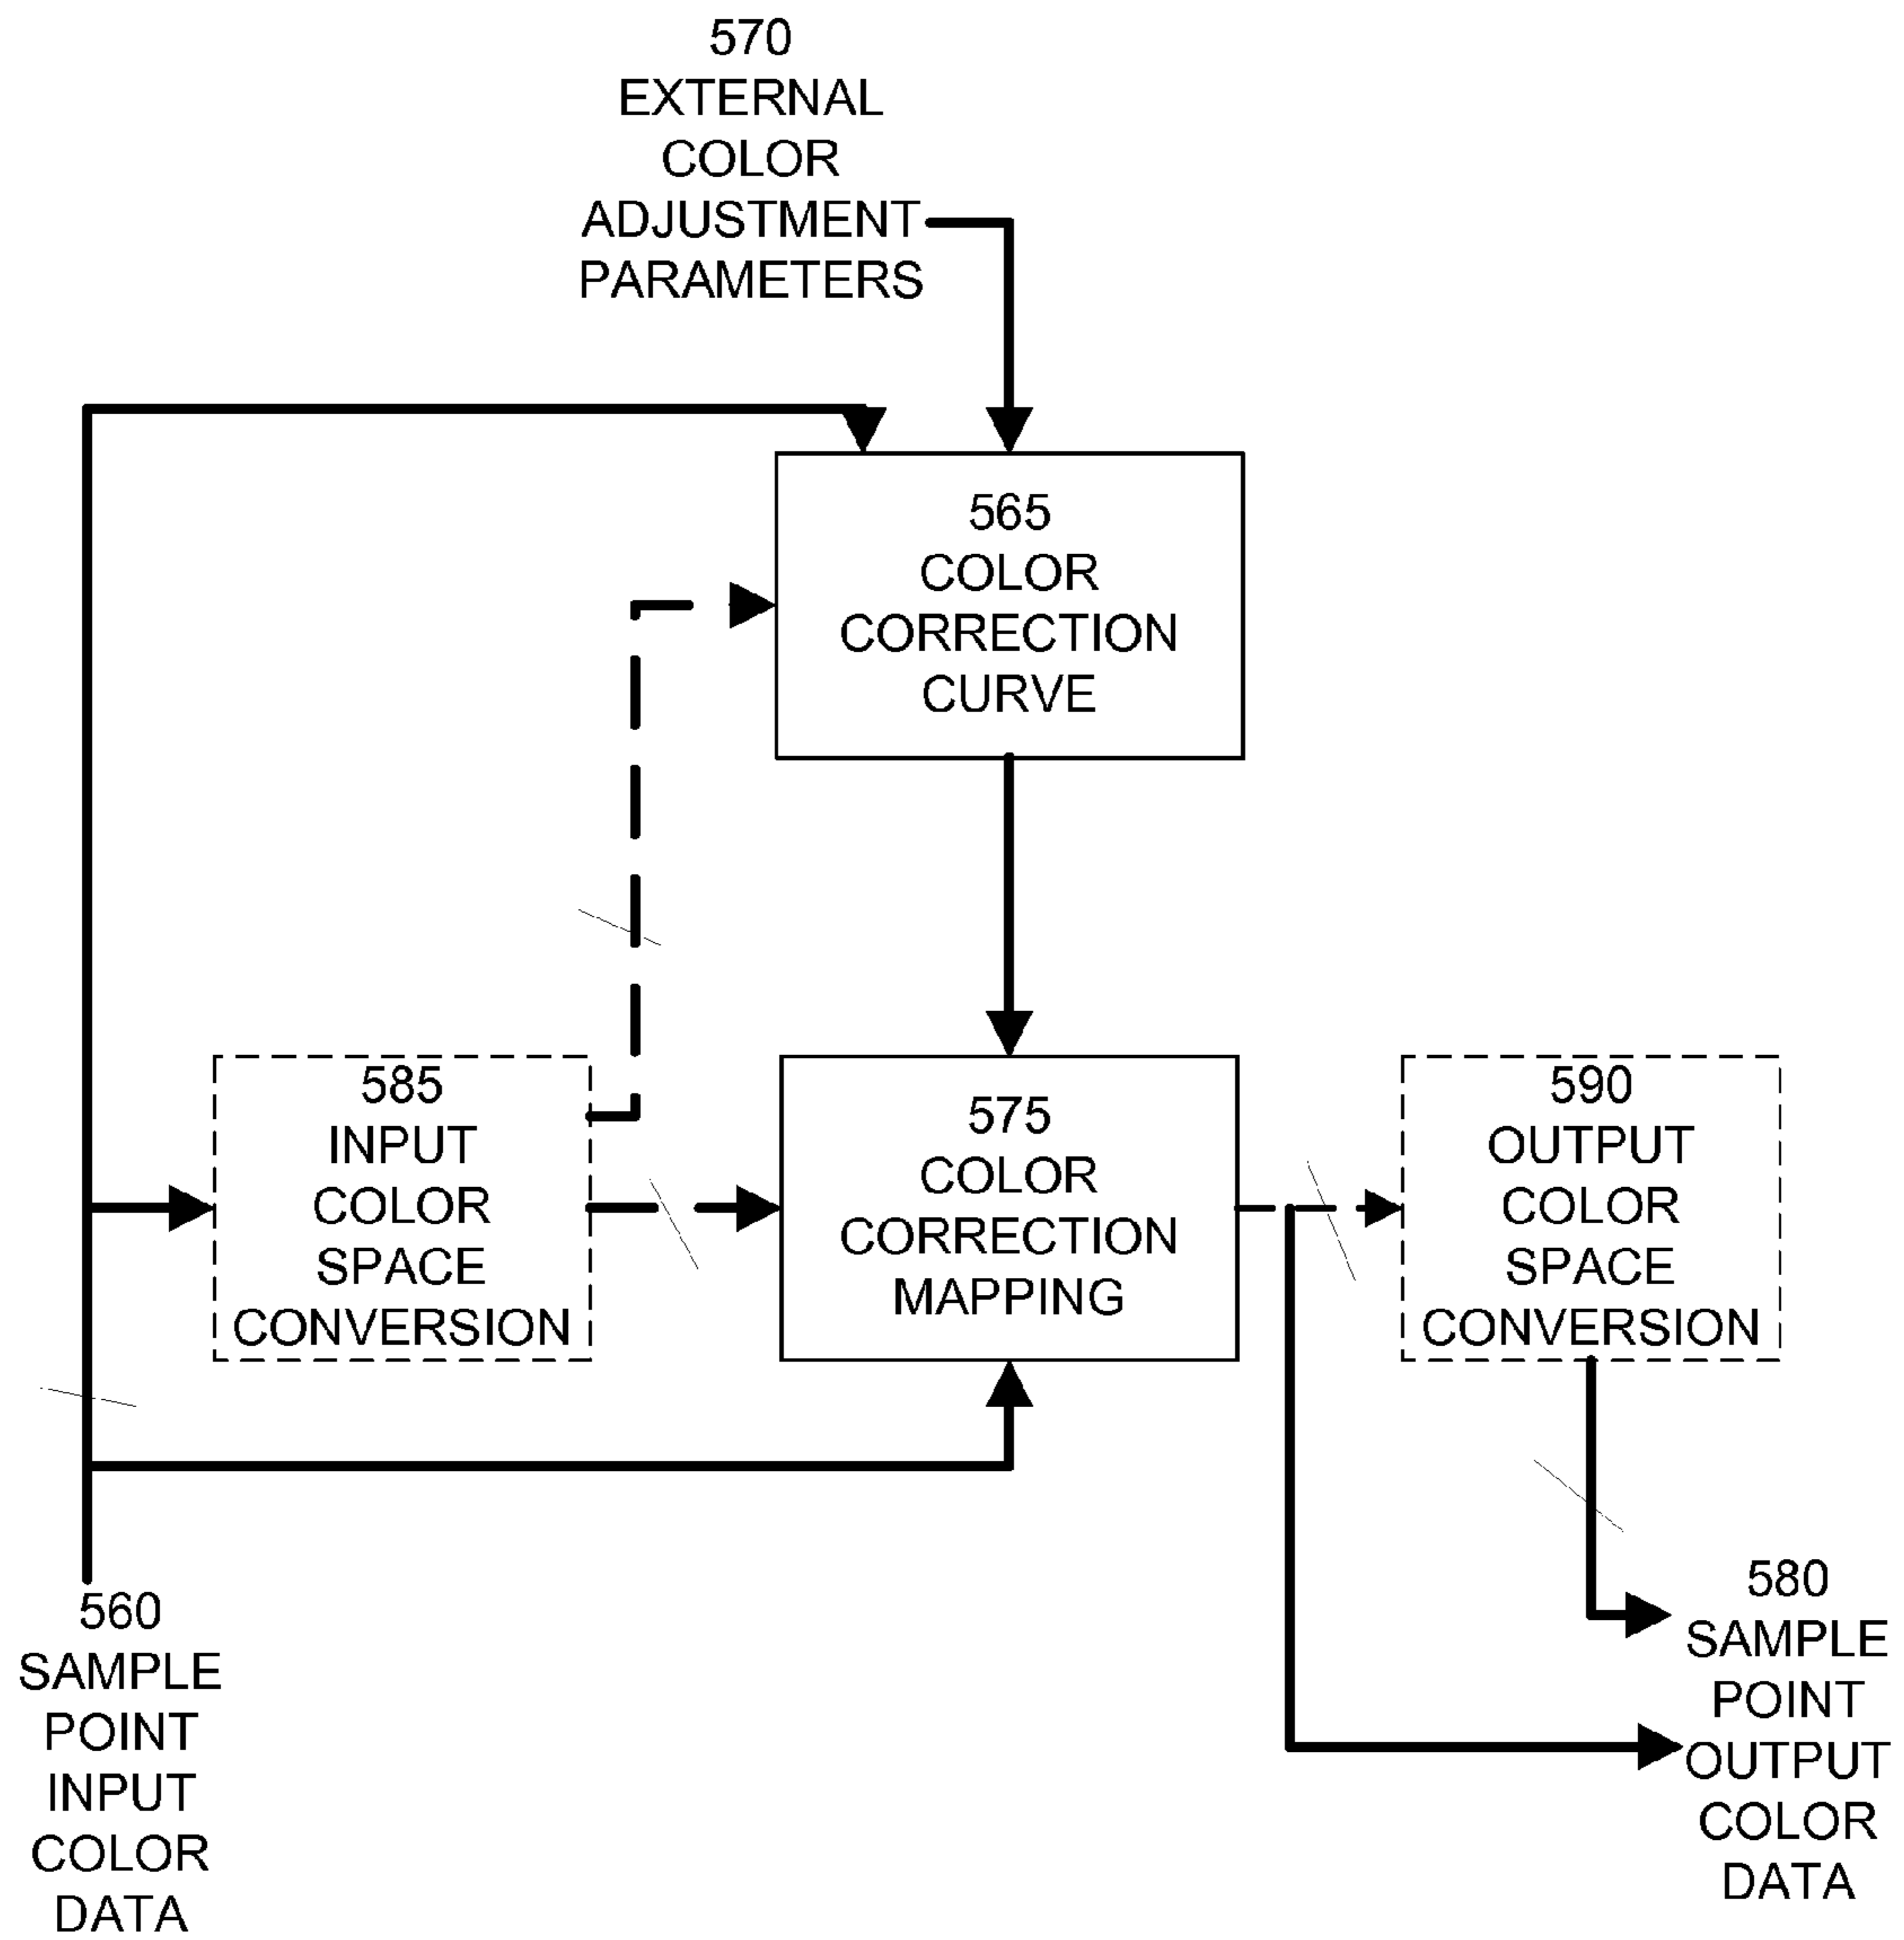 570
EXTERNAL
COLOR
ADJUSTMENT
PARAMETERS
565
COLOR
CORRECTION
CURVE
585
INPUT
COLOR
SPACE
CONVERSION
575
COLOR
CORRECTION
MAPPING
590
OUTPUT
COLOR
SPACE
CONVERSION
560
SAMPLE
POINT
INPUT
COLOR
DATA
580
SAMPLE
POINT
OUTPUT
COLOR
DATA